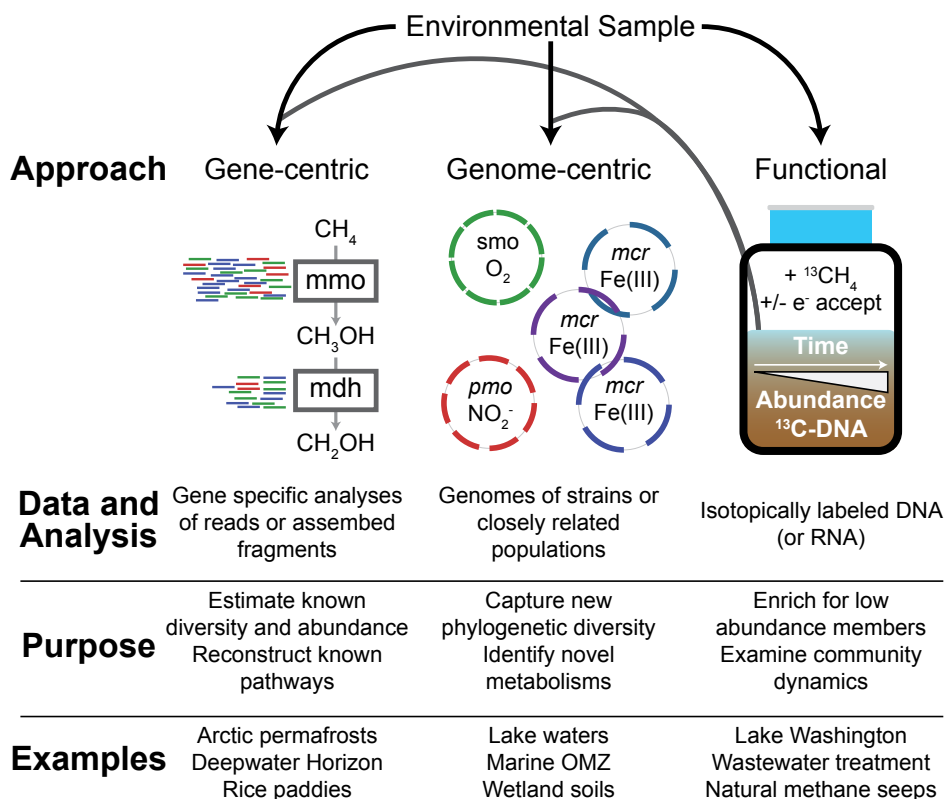 Environmental Sample
Approach
Gene-centric
Genome-centric
Functional
CH₄
mmo
CH₃OH
mdh
CH₂OH
smo
O₂
mcr
Fe(III)
mcr
Fe(III)
pmo
NO₂⁻
mcr
Fe(III)
+ ¹³CH₄
+/- e⁻ accept
Time
Abundance
¹³C-DNA
Data and
Analysis
Gene specific analyses
of reads or assembed
fragments
Genomes of strains or
closely related
populations
Isotopically labeled DNA
(or RNA)
Purpose
Estimate known
diversity and abundance
Reconstruct known
pathways
Capture new
phylogenetic diversity
Identify novel
metabolisms
Enrich for low
abundance members
Examine community
dynamics
Examples
Arctic permafrosts
Deepwater Horizon
Rice paddies
Lake waters
Marine OMZ
Wetland soils
Lake Washington
Wastewater treatment
Natural methane seeps